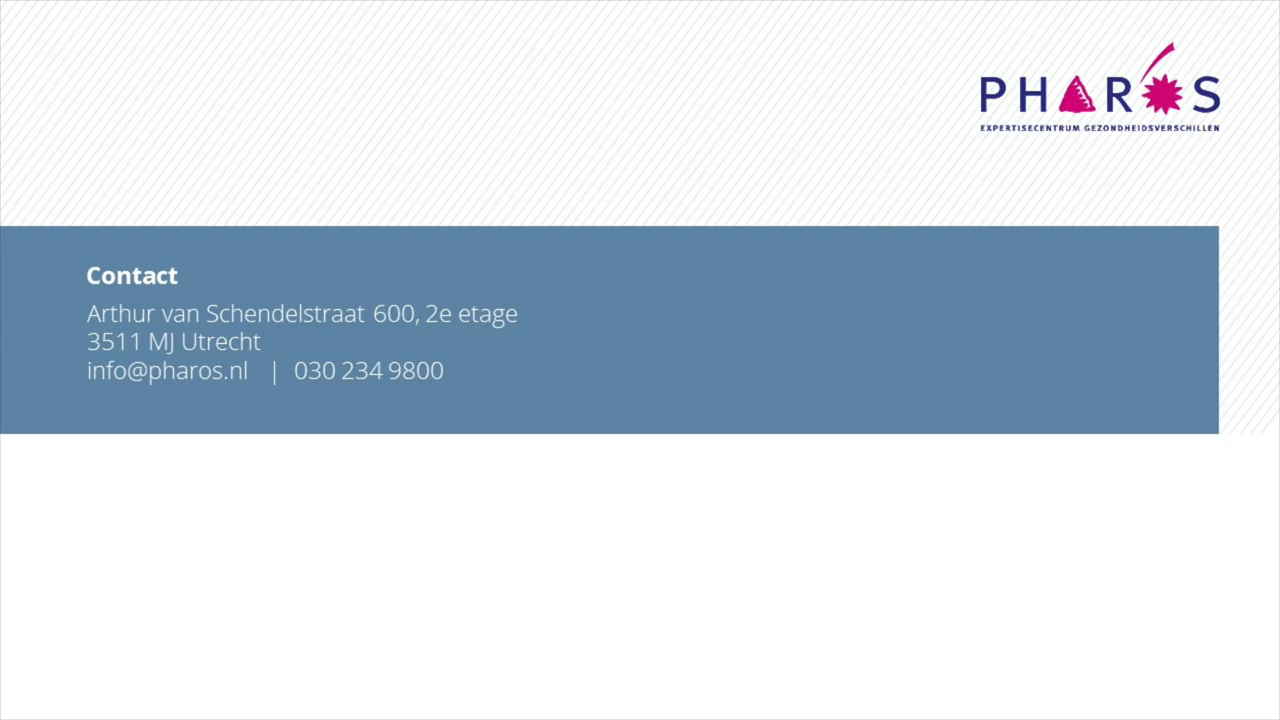 PHAROS
EXPERTISECENTRUM GEZONDHEIDSVERSCHILLEN
Contact
Arthur van Schendelstraat 600, 2e etage
3511 MJ Utrecht
info@pharos.nl | 030 234 9800